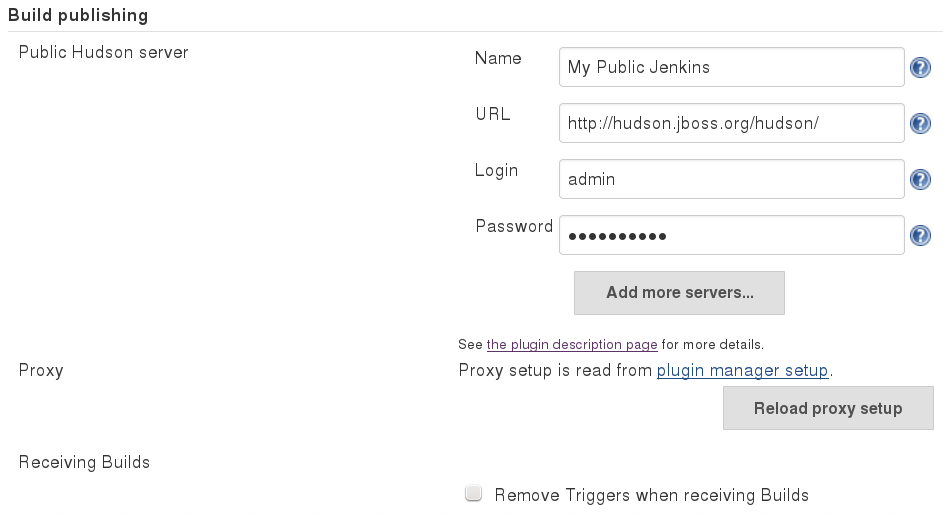 Build publishing
Public Hudson server
Name
My Public Jenkins
URL
http://hudson.jboss.org/hudson/
Login
admin
Password
••••••••••
Add more servers...
See the plugin description page for more details.
Proxy
Proxy setup is read from plugin manager setup.
Reload proxy setup
Receiving Builds
Remove Triggers when receiving Builds